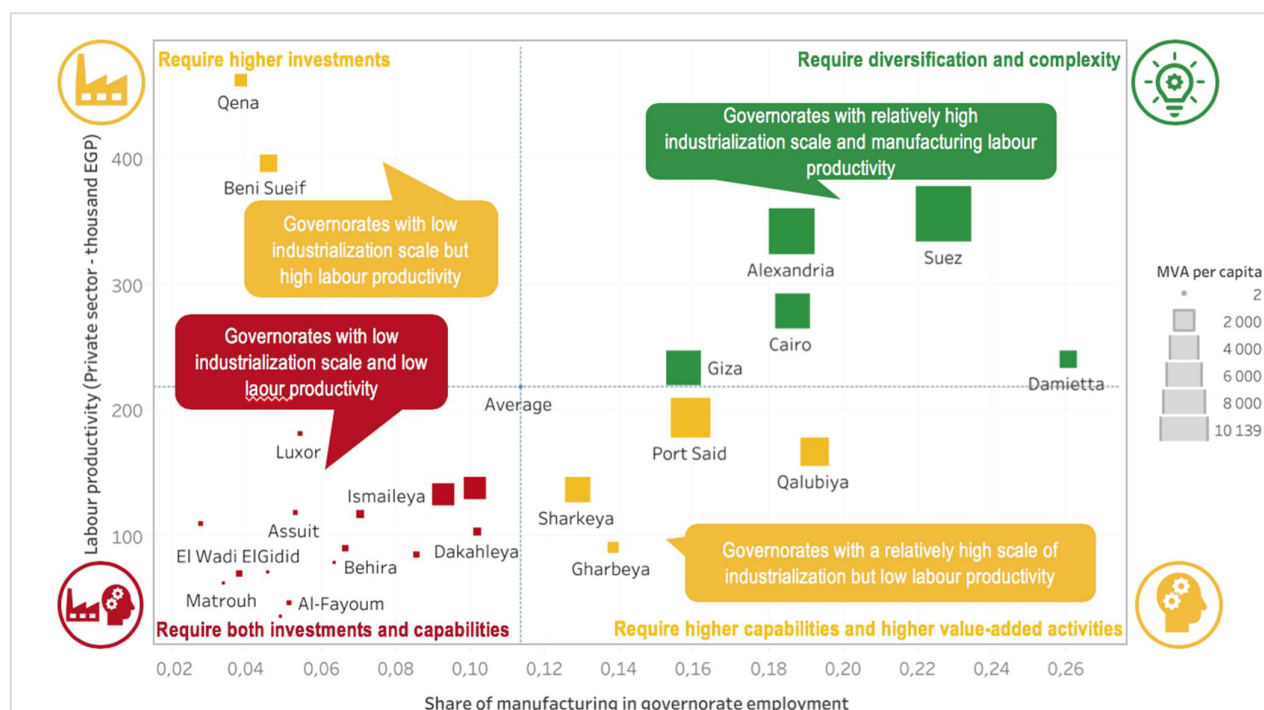 Require higher investments
Require diversification and complexity
Qena
Governorates with relatively high
industrialization scale and manufacturing labour
productivity
Labour productivity (Private sector - thousand EGP)
400
300
200
100
Beni Sueif
Governorates with low
industrialization scale but
high labour productivity
Alexandria
Suez
Cairo
Giza
Damietta
MVA per capita
2
2 000
4 000
6 000
8 000
10 139
Governorates with low
industrialization scale and low
laour productivity
Average
Luxor
Port Said
Qalubiya
Ismaileya
Sharkeya
Assuit
Dakahleya
El Wadi ElGidid
Behira
Gharbeya
Governorates with a relatively high scale of
industrialization but low labour productivity
Matrouh
Al-Fayoum
Require both investments and capabilities
Require higher capabilities and higher value-added activities
0,02 0,04 0,06 0,08 0,10 0,12 0,14 0,16 0,18 0,20 0,22 0,24 0,26
Share of manufacturing in governorate employment